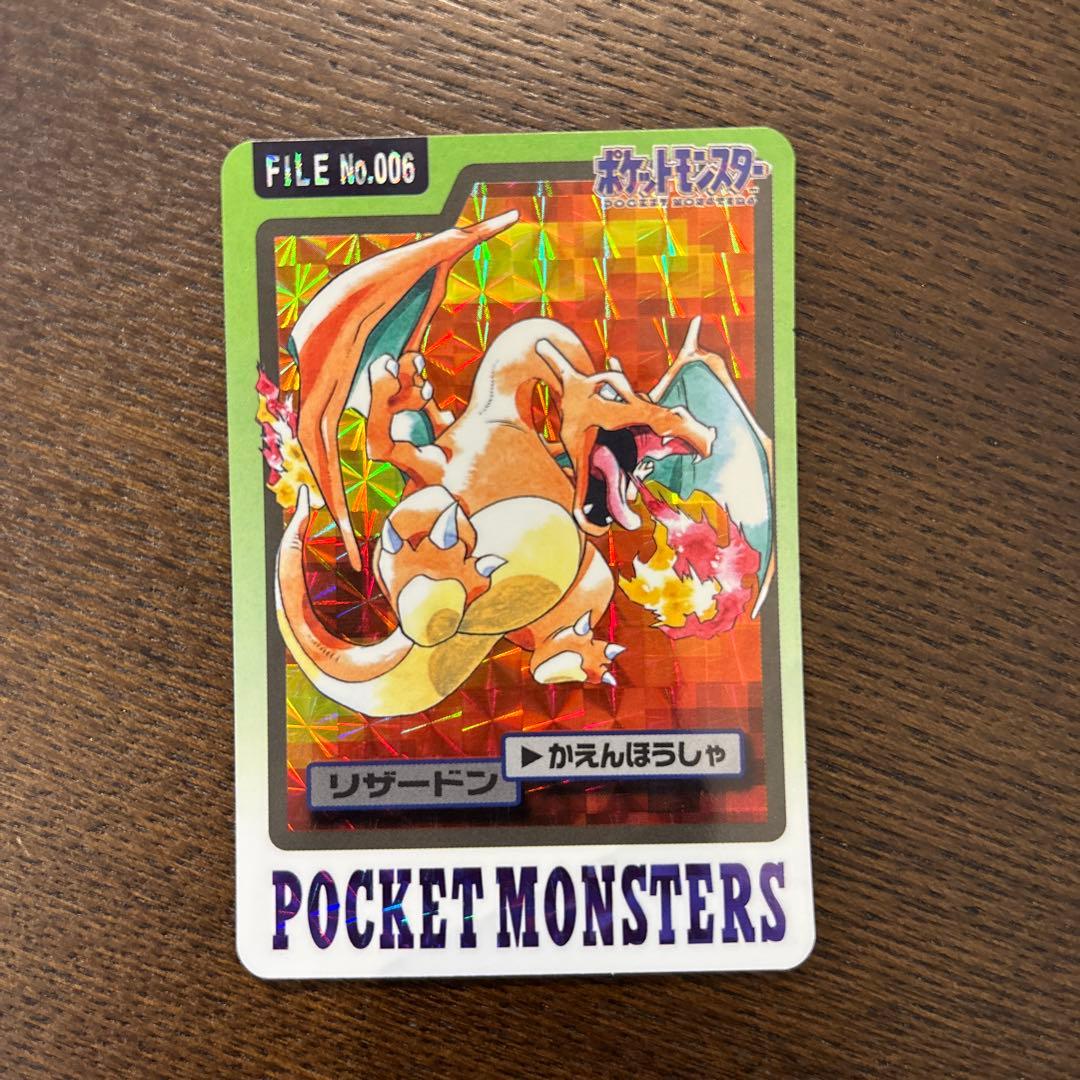 FILE No.006
ポケットモンスター
POCKET MONSTERS
▶かえんほうしゃ
リザードン
POCKET MONSTERS